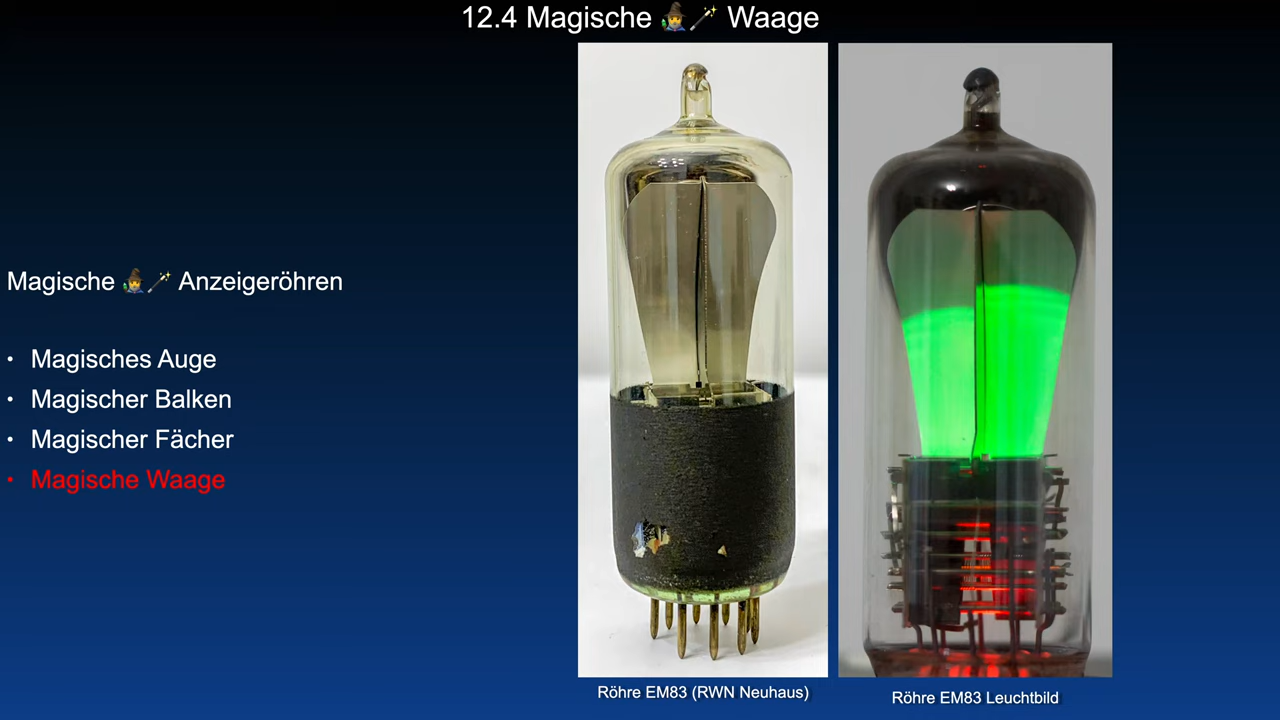 12.4 Magische 🧙‍♂️🪄 Waage
Magische 🧙‍♂️🪄 Anzeigeröhren
• Magisches Auge
• Magischer Balken
• Magischer Fächer
• Magische Waage
Röhre EM83 (RWN Neuhaus)
Röhre EM83 Leuchtbild